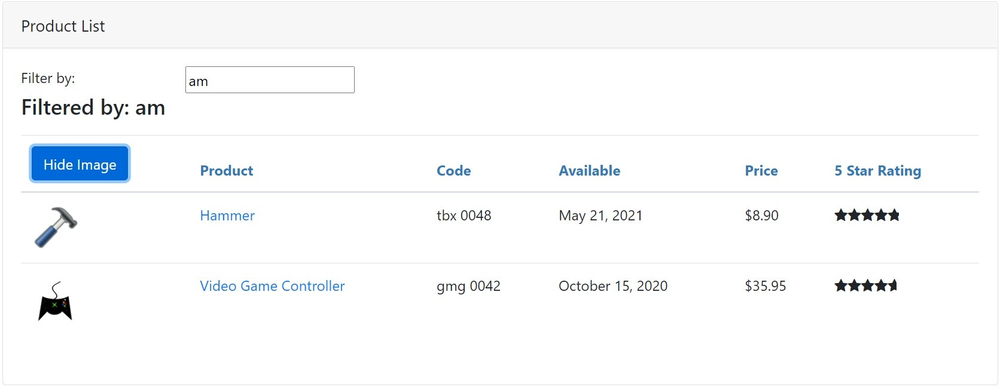 Product List
Filter by: am
Filtered by: am
Hide Image Product Code Available Price 5 Star Rating
Hammer tbx 0048 May 21, 2021 $8.90
Video Game Controller gmg 0042 October 15, 2020 $35.95